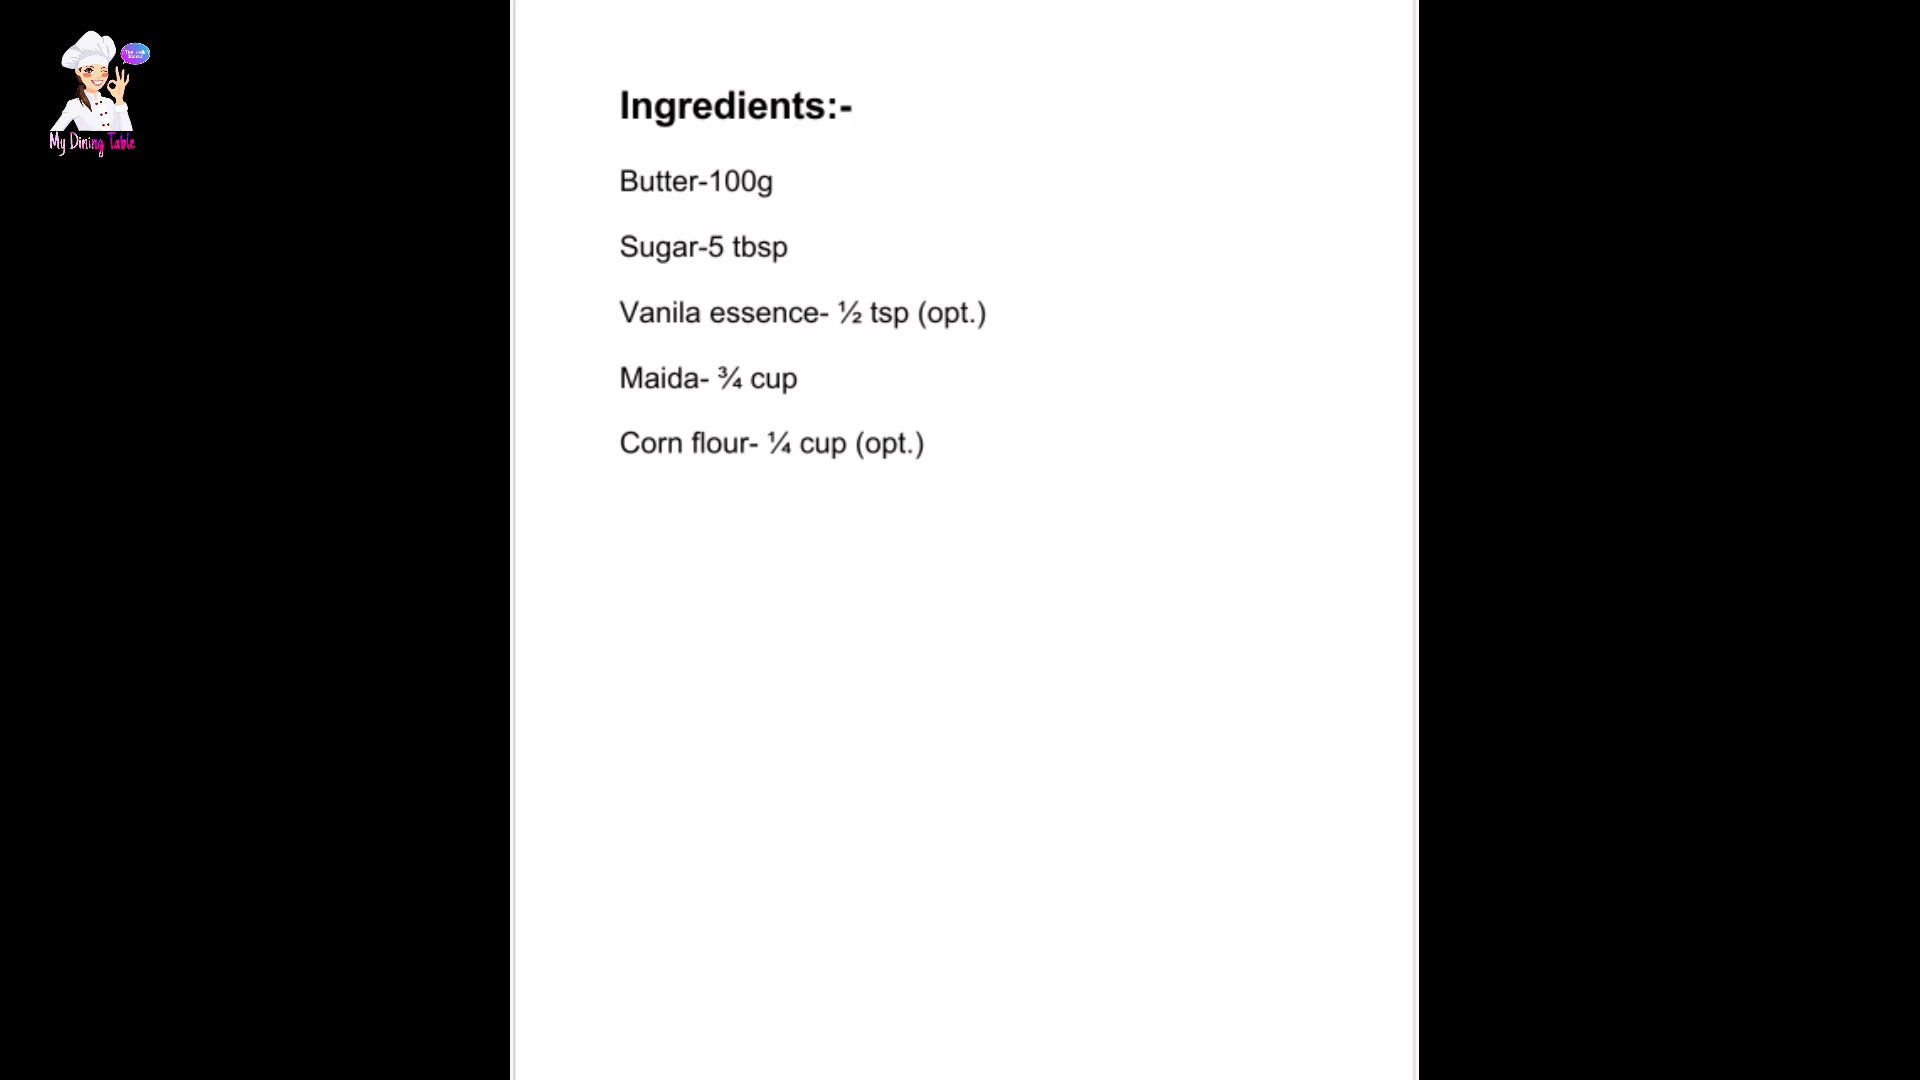 My Dining Table
Ingredients:-
Butter-100g
Sugar-5 tbsp
Vanila essence- ½ tsp (opt.)
Maida- ¾ cup
Corn flour- ¼ cup (opt.)